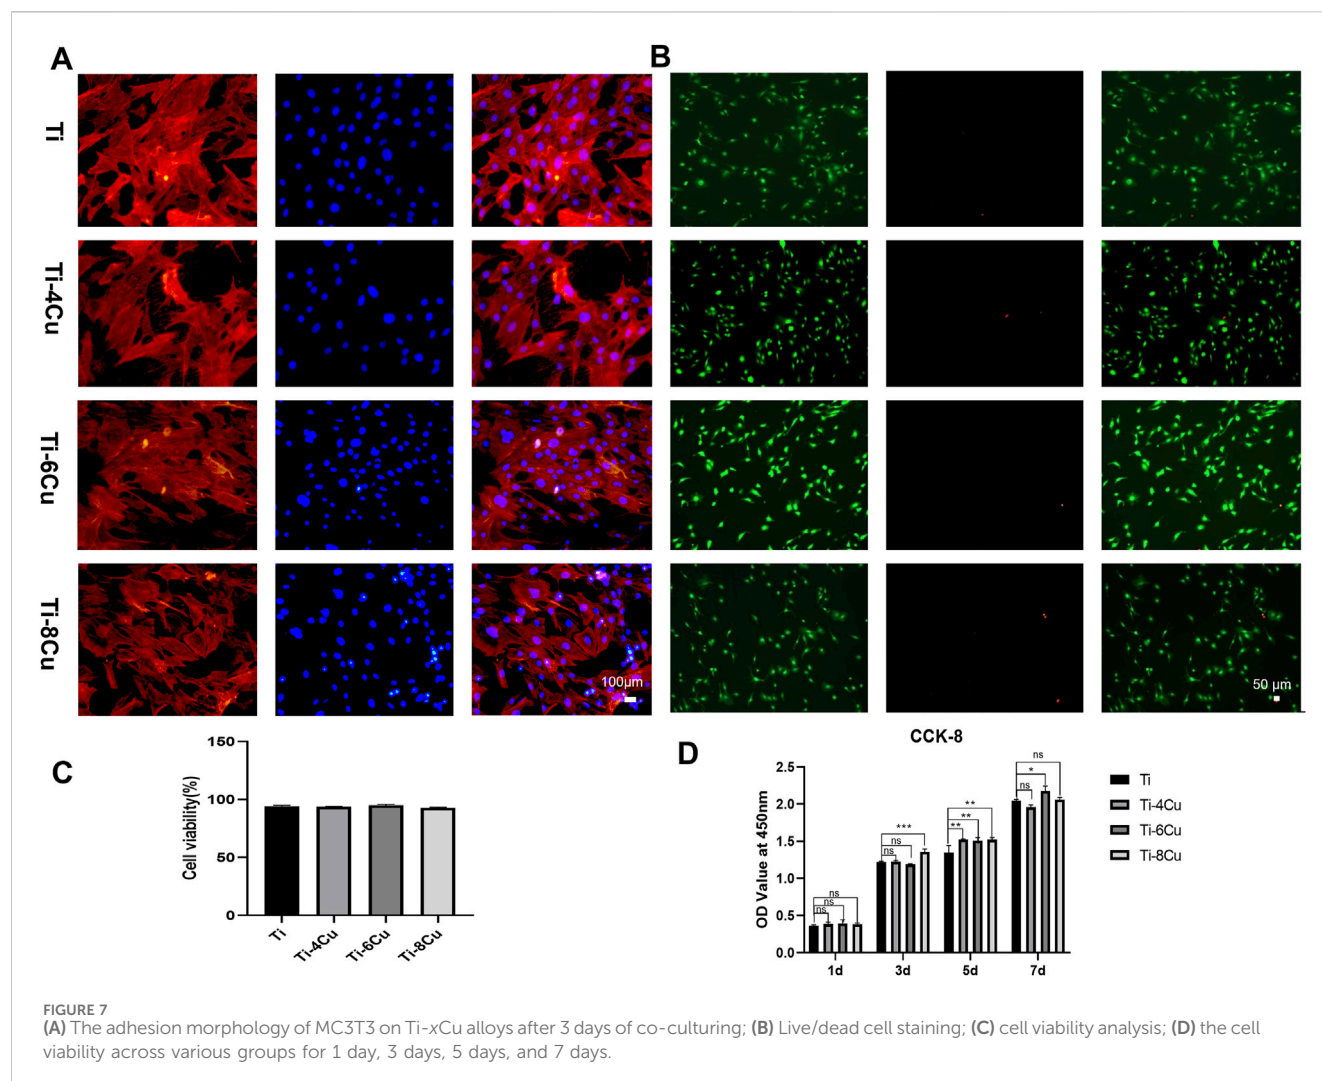 A
B
Ti
Ti-4Cu
Ti-6Cu
Ti-8Cu
100µm
50 µm
C
Cell viability(%)
150
100
50
0
Ti
Ti-4Cu
Ti-6Cu
Ti-8Cu
D
CCK-8
OD Value at 450nm
2.5
2.0
1.5
1.0
0.5
0.0
ns
ns
ns
***
ns
ns
**
**
**
ns
*
ns
1d
3d
5d
7d
Ti
Ti-4Cu
Ti-6Cu
Ti-8Cu
FIGURE 7
(A) The adhesion morphology of MC3T3 on Ti-xCu alloys after 3 days of co-culturing; (B) Live/dead cell staining; (C) cell viability analysis; (D) the cell
viability across various groups for 1 day, 3 days, 5 days, and 7 days.